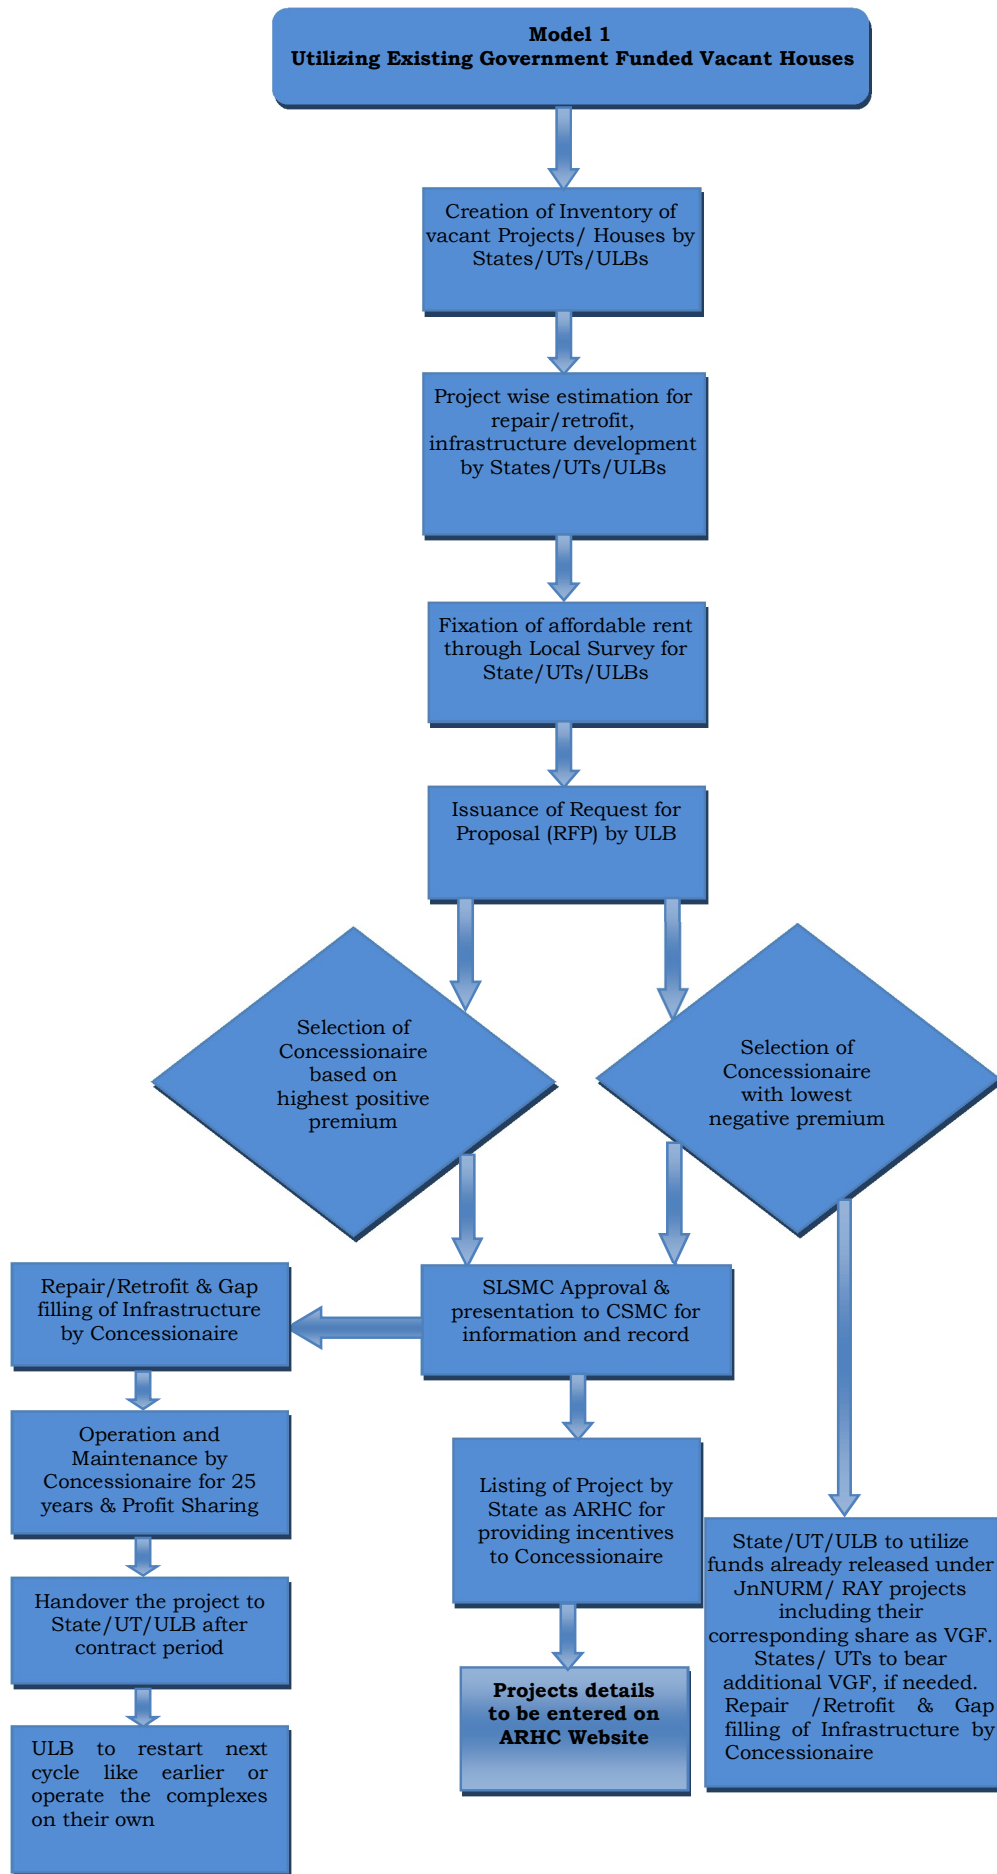 Model 1
Utilizing Existing Government Funded Vacant Houses
Creation of Inventory of
vacant Projects/ Houses by
States/UTs/ULBs
Project wise estimation for
repair/retrofit,
infrastructure development
by States/UTs/ULBs
Fixation of affordable rent
through Local Survey for
State/UTs/ULBs
Issuance of Request for
Proposal (RFP) by ULB
Selection of
Concessionaire
based on
highest positive
premium
Selection of
Concessionaire
with lowest
negative premium
SLSMC Approval &
presentation to CSMC for
information and record
Repair/Retrofit & Gap
filling of Infrastructure
by Concessionaire
Operation and
Maintenance by
Concessionaire for 25
years & Profit Sharing
Handover the project to
State/UT/ULB after
contract period
ULB to restart next
cycle like earlier or
operate the complexes
on their own
Listing of Project by
State as ARHC for
providing incentives
to Concessionaire
Projects details
to be entered on
ARHC Website
State/UT/ULB to utilize
funds already released under
JnNURM/ RAY projects
including their
corresponding share as VGF.
States/ UTs to bear
additional VGF, if needed.
Repair /Retrofit & Gap
filling of Infrastructure by
Concessionaire